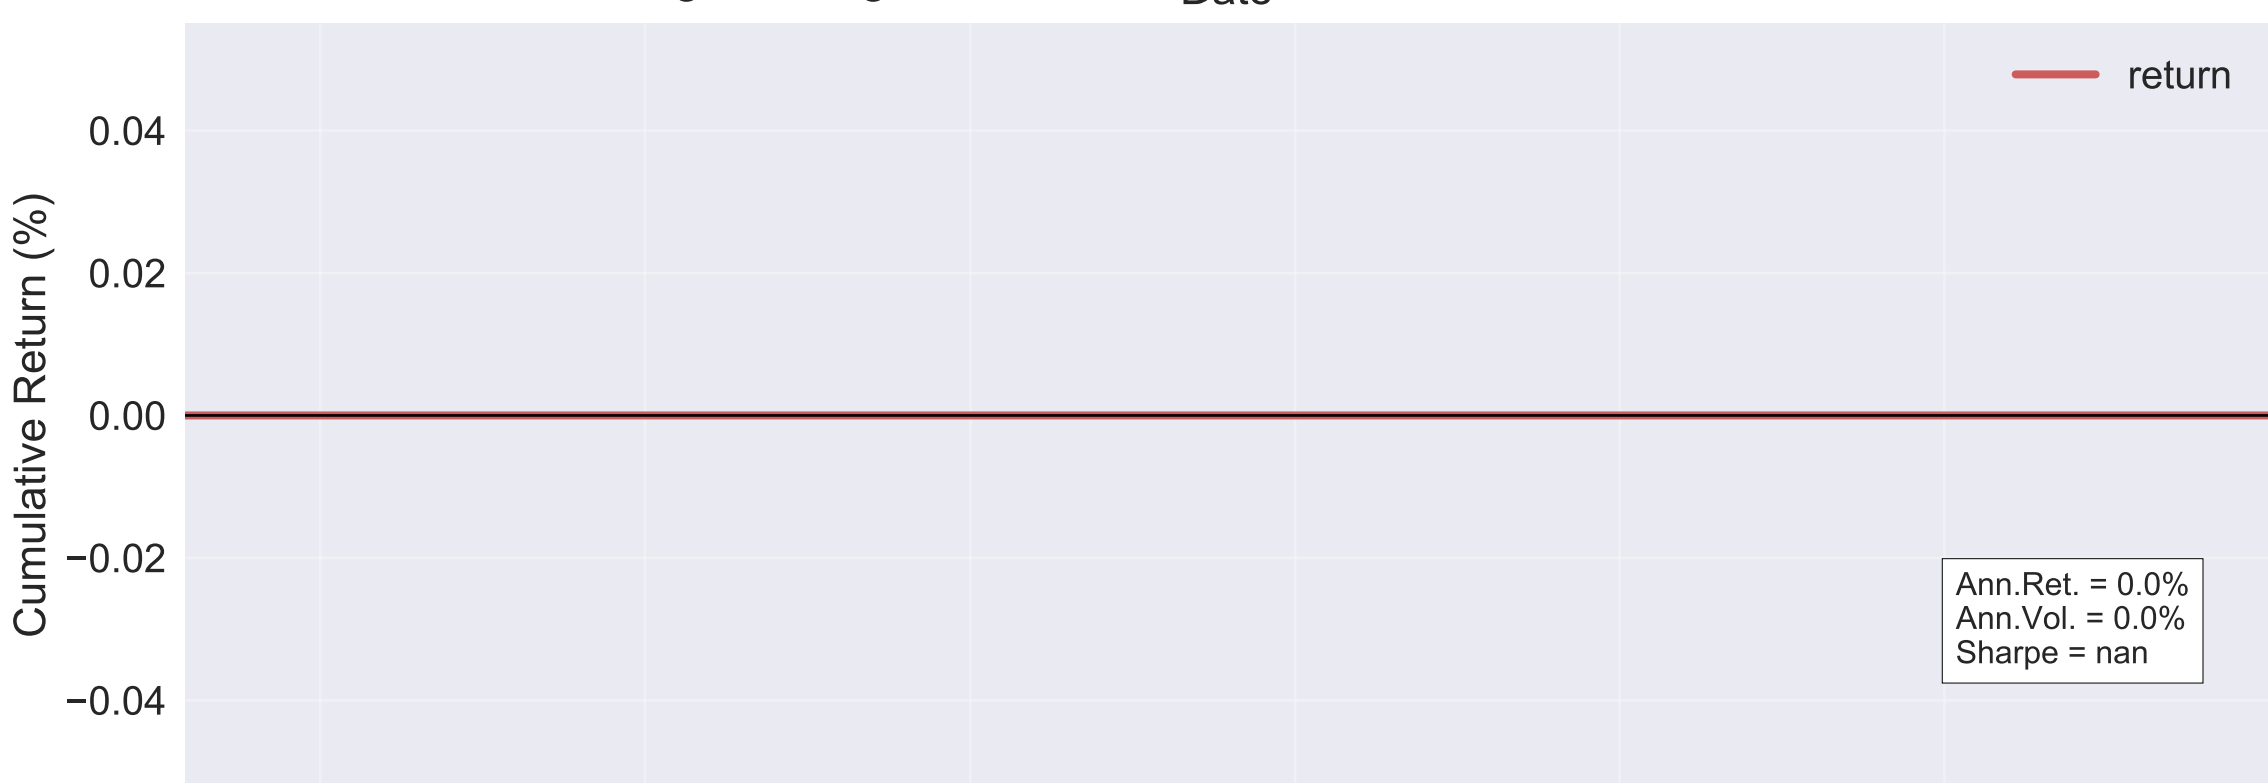 Date
return
0.04
0.02
0.00
−0.02
−0.04
Cumulative Return (%)
Ann.Ret. = 0.0%
Ann.Vol. = 0.0%
Sharpe = nan